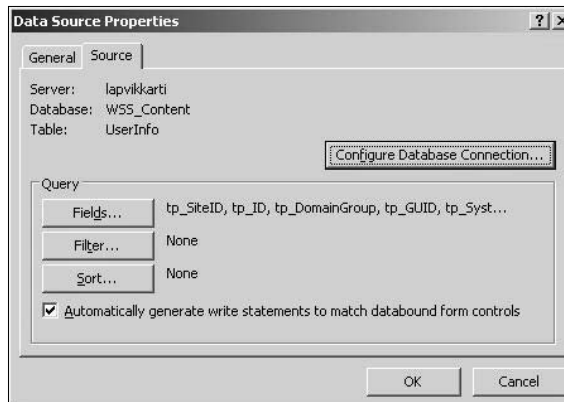 Data Source Properties
General Source
Server: lapvikkarti
Database: WSS_Content
Table: UserInfo
Configure Database Connection...
Query
Fields... tp_SiteID, tp_ID, tp_DomainGroup, tp_GUID, tp_Syst...
Filter... None
Sort... None
Automatically generate write statements to match databound form controls
OK Cancel